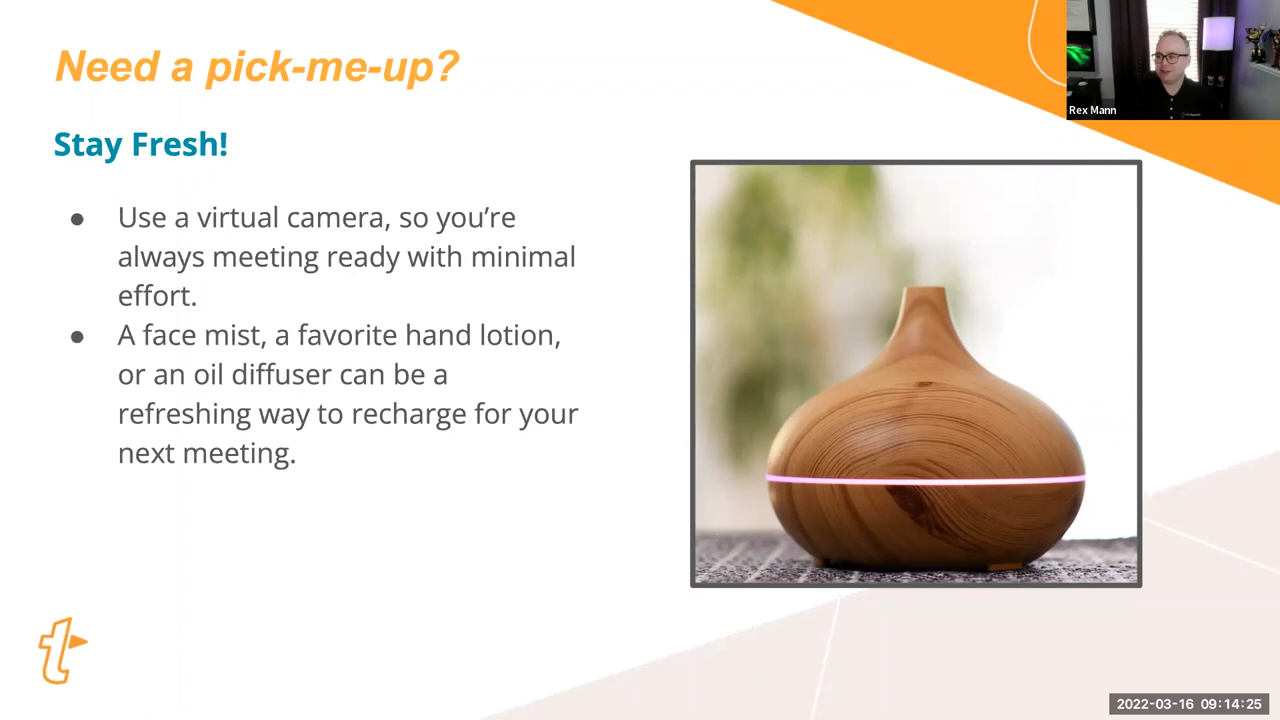 Need a pick-me-up?
Rex Mann
Stay Fresh!
● Use a virtual camera, so you’re
always meeting ready with minimal
effort.
● A face mist, a favorite hand lotion,
or an oil diffuser can be a
refreshing way to recharge for your
next meeting.
t
2022-03-16 09:14:25